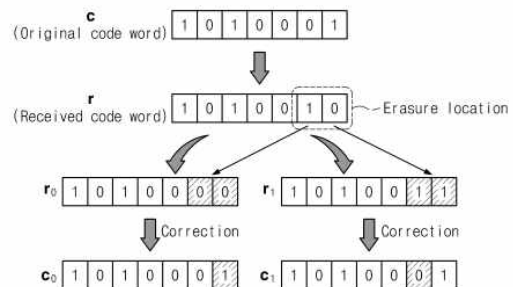 c
(Original code word) 1 0 1 0 0 0 1
r
(Received code word) 1 0 1 0 0 1 0 Erasure location
r₀ 1 0 1 0 0 0 0 r₁ 1 0 1 0 0 1 1
Correction Correction
c₀ 1 0 1 0 0 0 1 c₁ 1 0 1 0 0 0 1